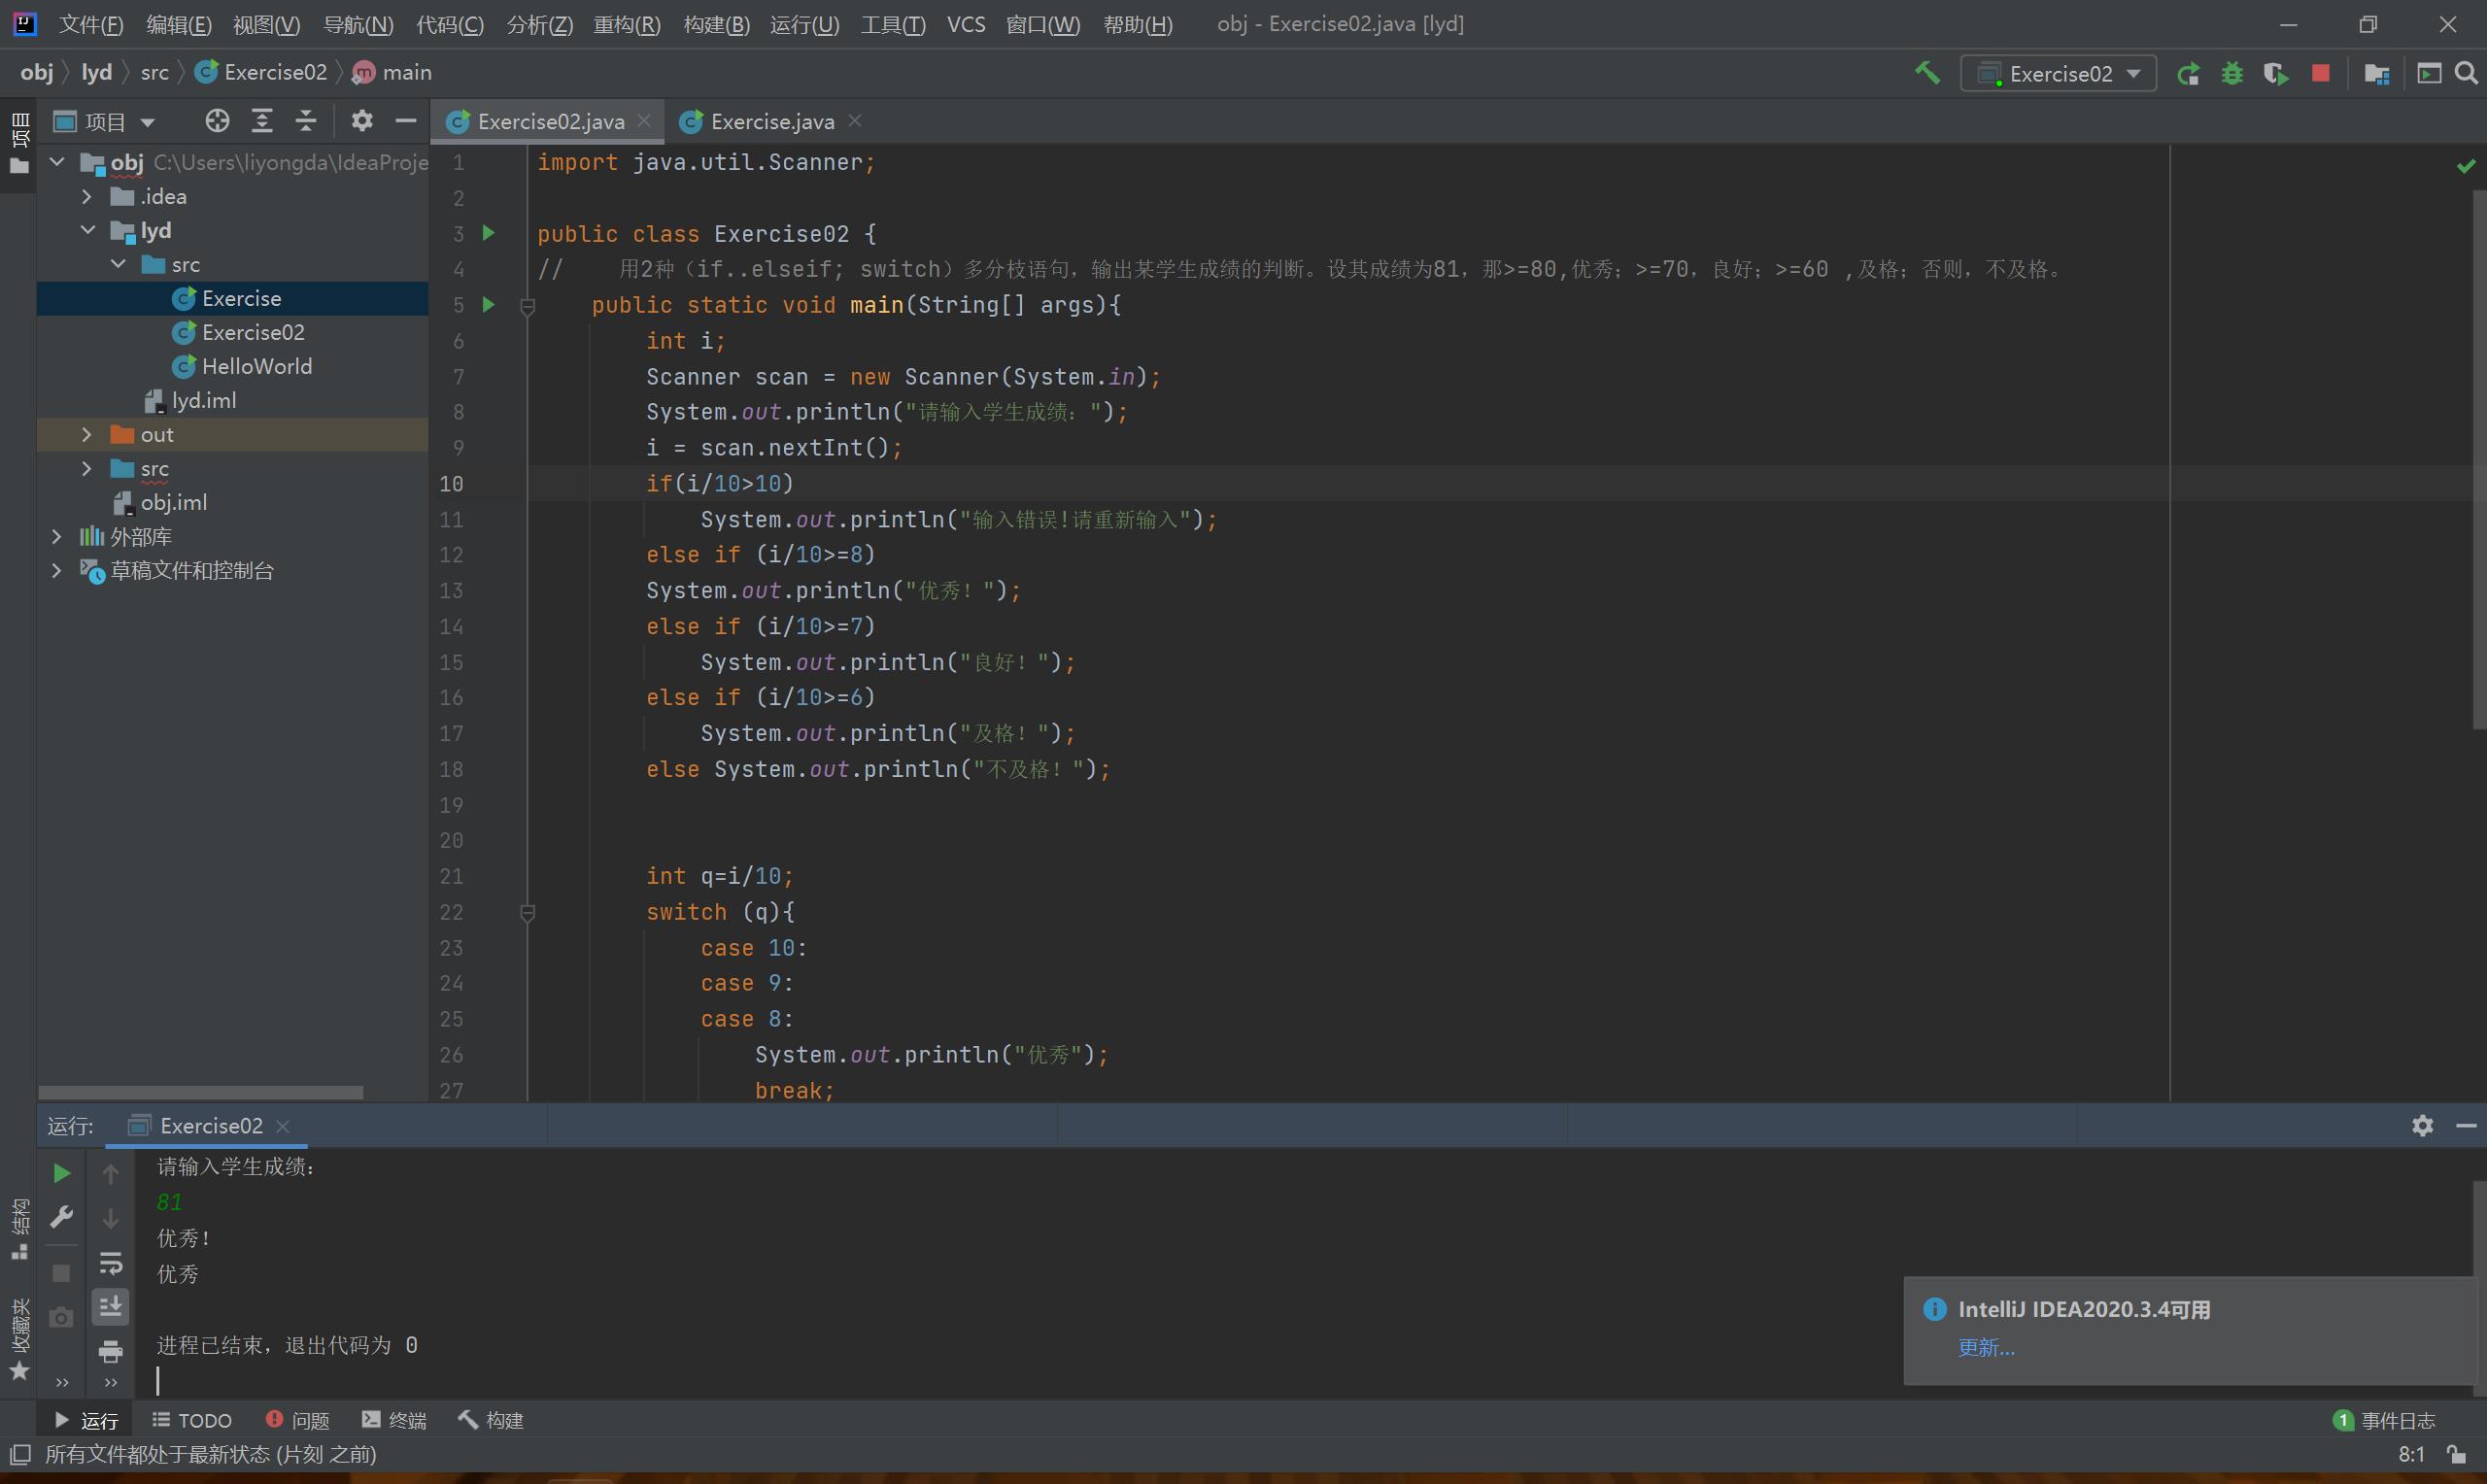 文件(F) 编辑(E) 视图(V) 导航(N) 代码(C) 分析(Z) 重构(R) 构建(B) 运行(U) 工具(T) VCS 窗口(W) 帮助(H) obj - Exercise02.java [lyd]
obj lyd src Exercise02 main
Exercise02
项目
项目
Exercise02.java
Exercise.java
obj C:\Users\liyongda\IdeaProje
.idea
lyd
src
Exercise
Exercise02
HelloWorld
lyd.iml
out
src
obj.iml
外部库
草稿文件和控制台
1 import java.util.Scanner;
2
3 public class Exercise02 {
4 // 用2种（if..elseif; switch）多分枝语句，输出某学生成绩的判断。设其成绩为81，那>=80,优秀；>=70，良好；>=60 ,及格；否则，不及格。
5 public static void main(String[] args){
6 int i;
7 Scanner scan = new Scanner(System.in);
8 System.out.println("请输入学生成绩：");
9 i = scan.nextInt();
10 if(i/10>10)
11 System.out.println("输入错误!请重新输入");
12 else if (i/10>=8)
13 System.out.println("优秀！");
14 else if (i/10>=7)
15 System.out.println("良好！");
16 else if (i/10>=6)
17 System.out.println("及格！");
18 else System.out.println("不及格！");
19
20
21 int q=i/10;
22 switch (q){
23 case 10:
24 case 9:
25 case 8:
26 System.out.println("优秀");
27 break;
运行: Exercise02
请输入学生成绩：
81
优秀！
优秀
进程已结束，退出代码为 0
结构
收藏夹
IntelliJ IDEA2020.3.4可用
更新...
运行 TODO 问题 终端 构建
1 事件日志
所有文件都处于最新状态 (片刻 之前)
8:1